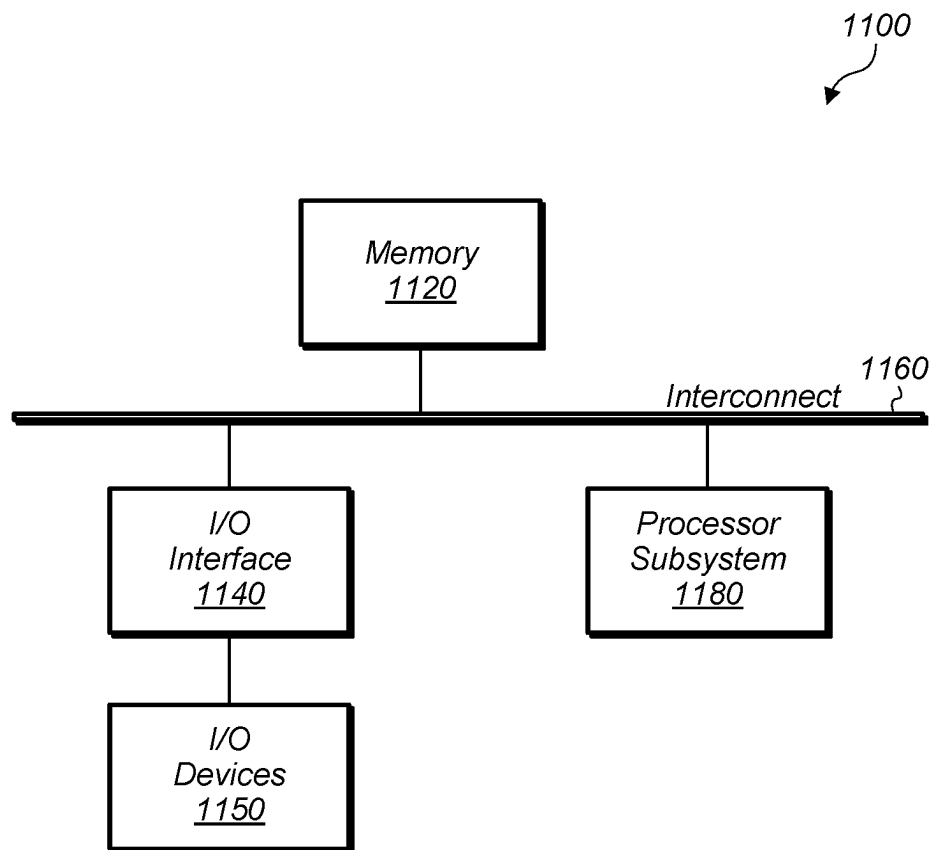 1100
Memory
1120
1160
Interconnect
I/O
Interface
1140
Processor
Subsystem
1180
I/O
Devices
1150